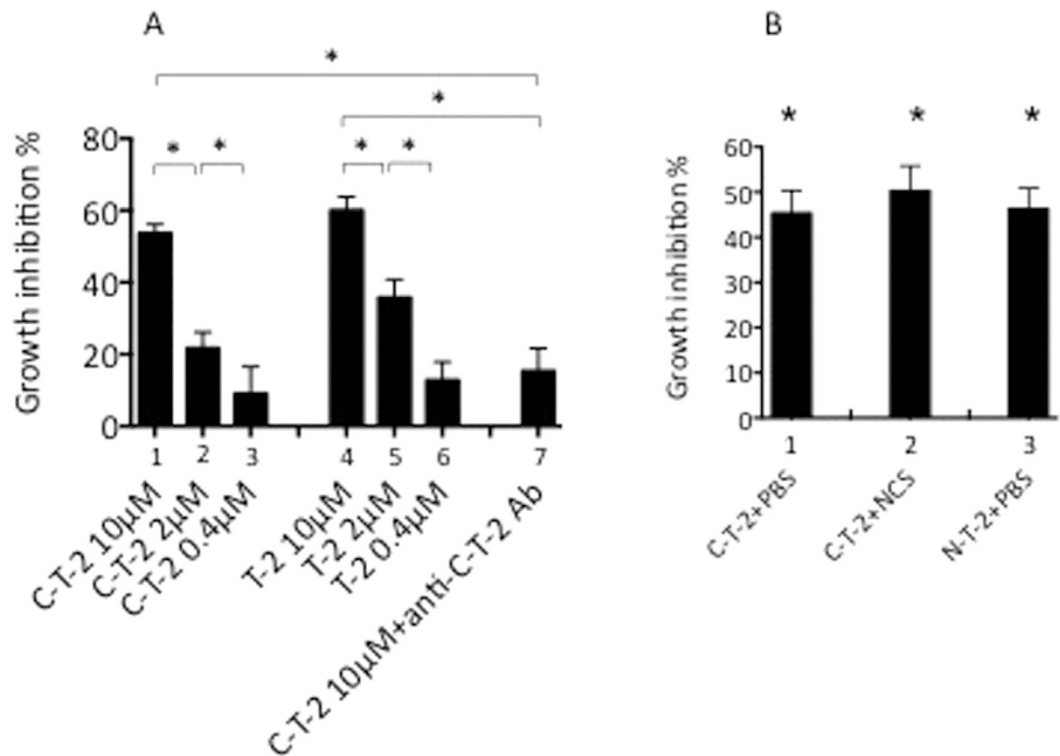 A
*
*
* *
* *
Growth inhibition %
80
60
40
20
0
1 2 3 4 5 6 7
C-T-2 10µM
C-T-2 2µM
C-T-2 0.4µM
T-2 10µM
T-2 2µM
T-2 0.4µM
C-T-2 10µM+anti-C-T-2 Ab
B
* * *
Growth inhibition %
60
50
40
30
20
10
0
1 2 3
C-T-2+PBS
C-T-2+NCS
N-T-2+PBS